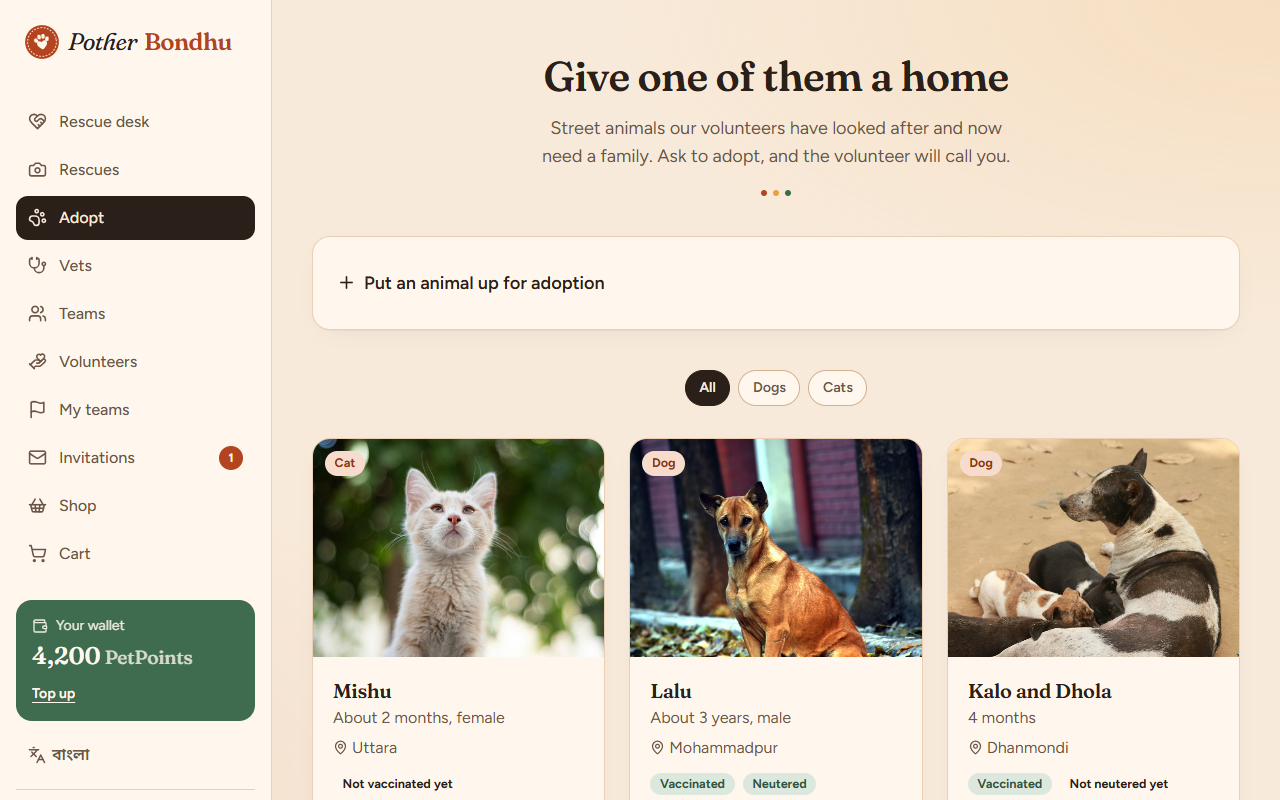 Pother Bondhu
Rescue desk
Rescues
Adopt
Vets
Teams
Volunteers
My teams
Invitations 1
Shop
Cart
Your wallet
4,200 PetPoints
Top up
বাংলা
Give one of them a home
Street animals our volunteers have looked after and now
need a family. Ask to adopt, and the volunteer will call you.
+ Put an animal up for adoption
All Dogs Cats
Cat
Mishu
About 2 months, female
Uttara
Not vaccinated yet
Dog
Lalu
About 3 years, male
Mohammadpur
Vaccinated Neutered
Dog
Kalo and Dhola
4 months
Dhanmondi
Vaccinated Not neutered yet